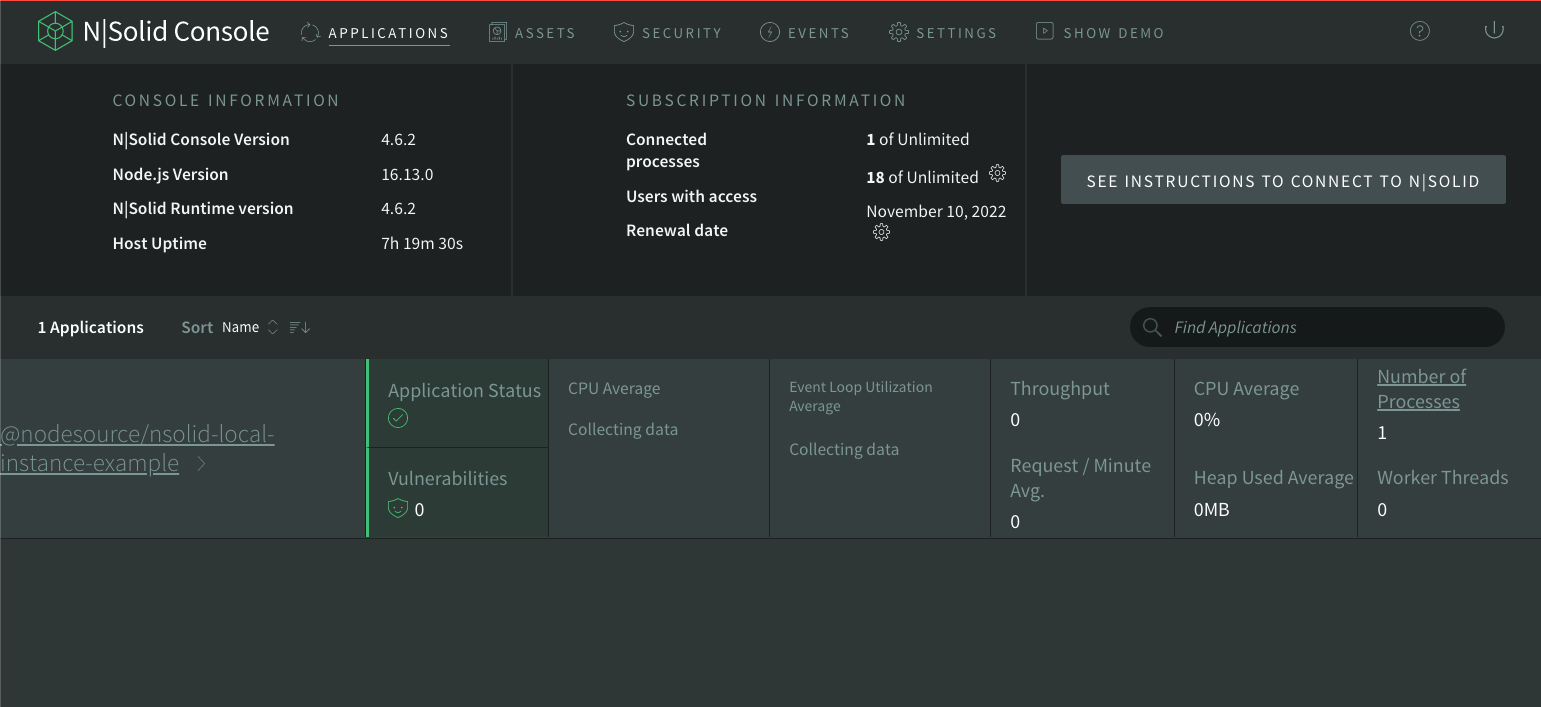 N|Solid Console
APPLICATIONS
ASSETS
SECURITY
EVENTS
SETTINGS
SHOW DEMO
?
CONSOLE INFORMATION
N|Solid Console Version 4.6.2
Node.js Version 16.13.0
N|Solid Runtime version 4.6.2
Host Uptime 7h 19m 30s
SUBSCRIPTION INFORMATION
Connected
processes
1 of Unlimited
Users with access
18 of Unlimited
Renewal date
November 10, 2022
SEE INSTRUCTIONS TO CONNECT TO N|SOLID
1 Applications
Sort Name
Find Applications
@nodesource/nsolid-local-
instance-example
Application Status
Vulnerabilities
0
CPU Average
Collecting data
Event Loop Utilization
Average
Collecting data
Throughput
0
Request / Minute
Avg.
0
CPU Average
0%
Heap Used Average
0MB
Number of
Processes
1
Worker Threads
0